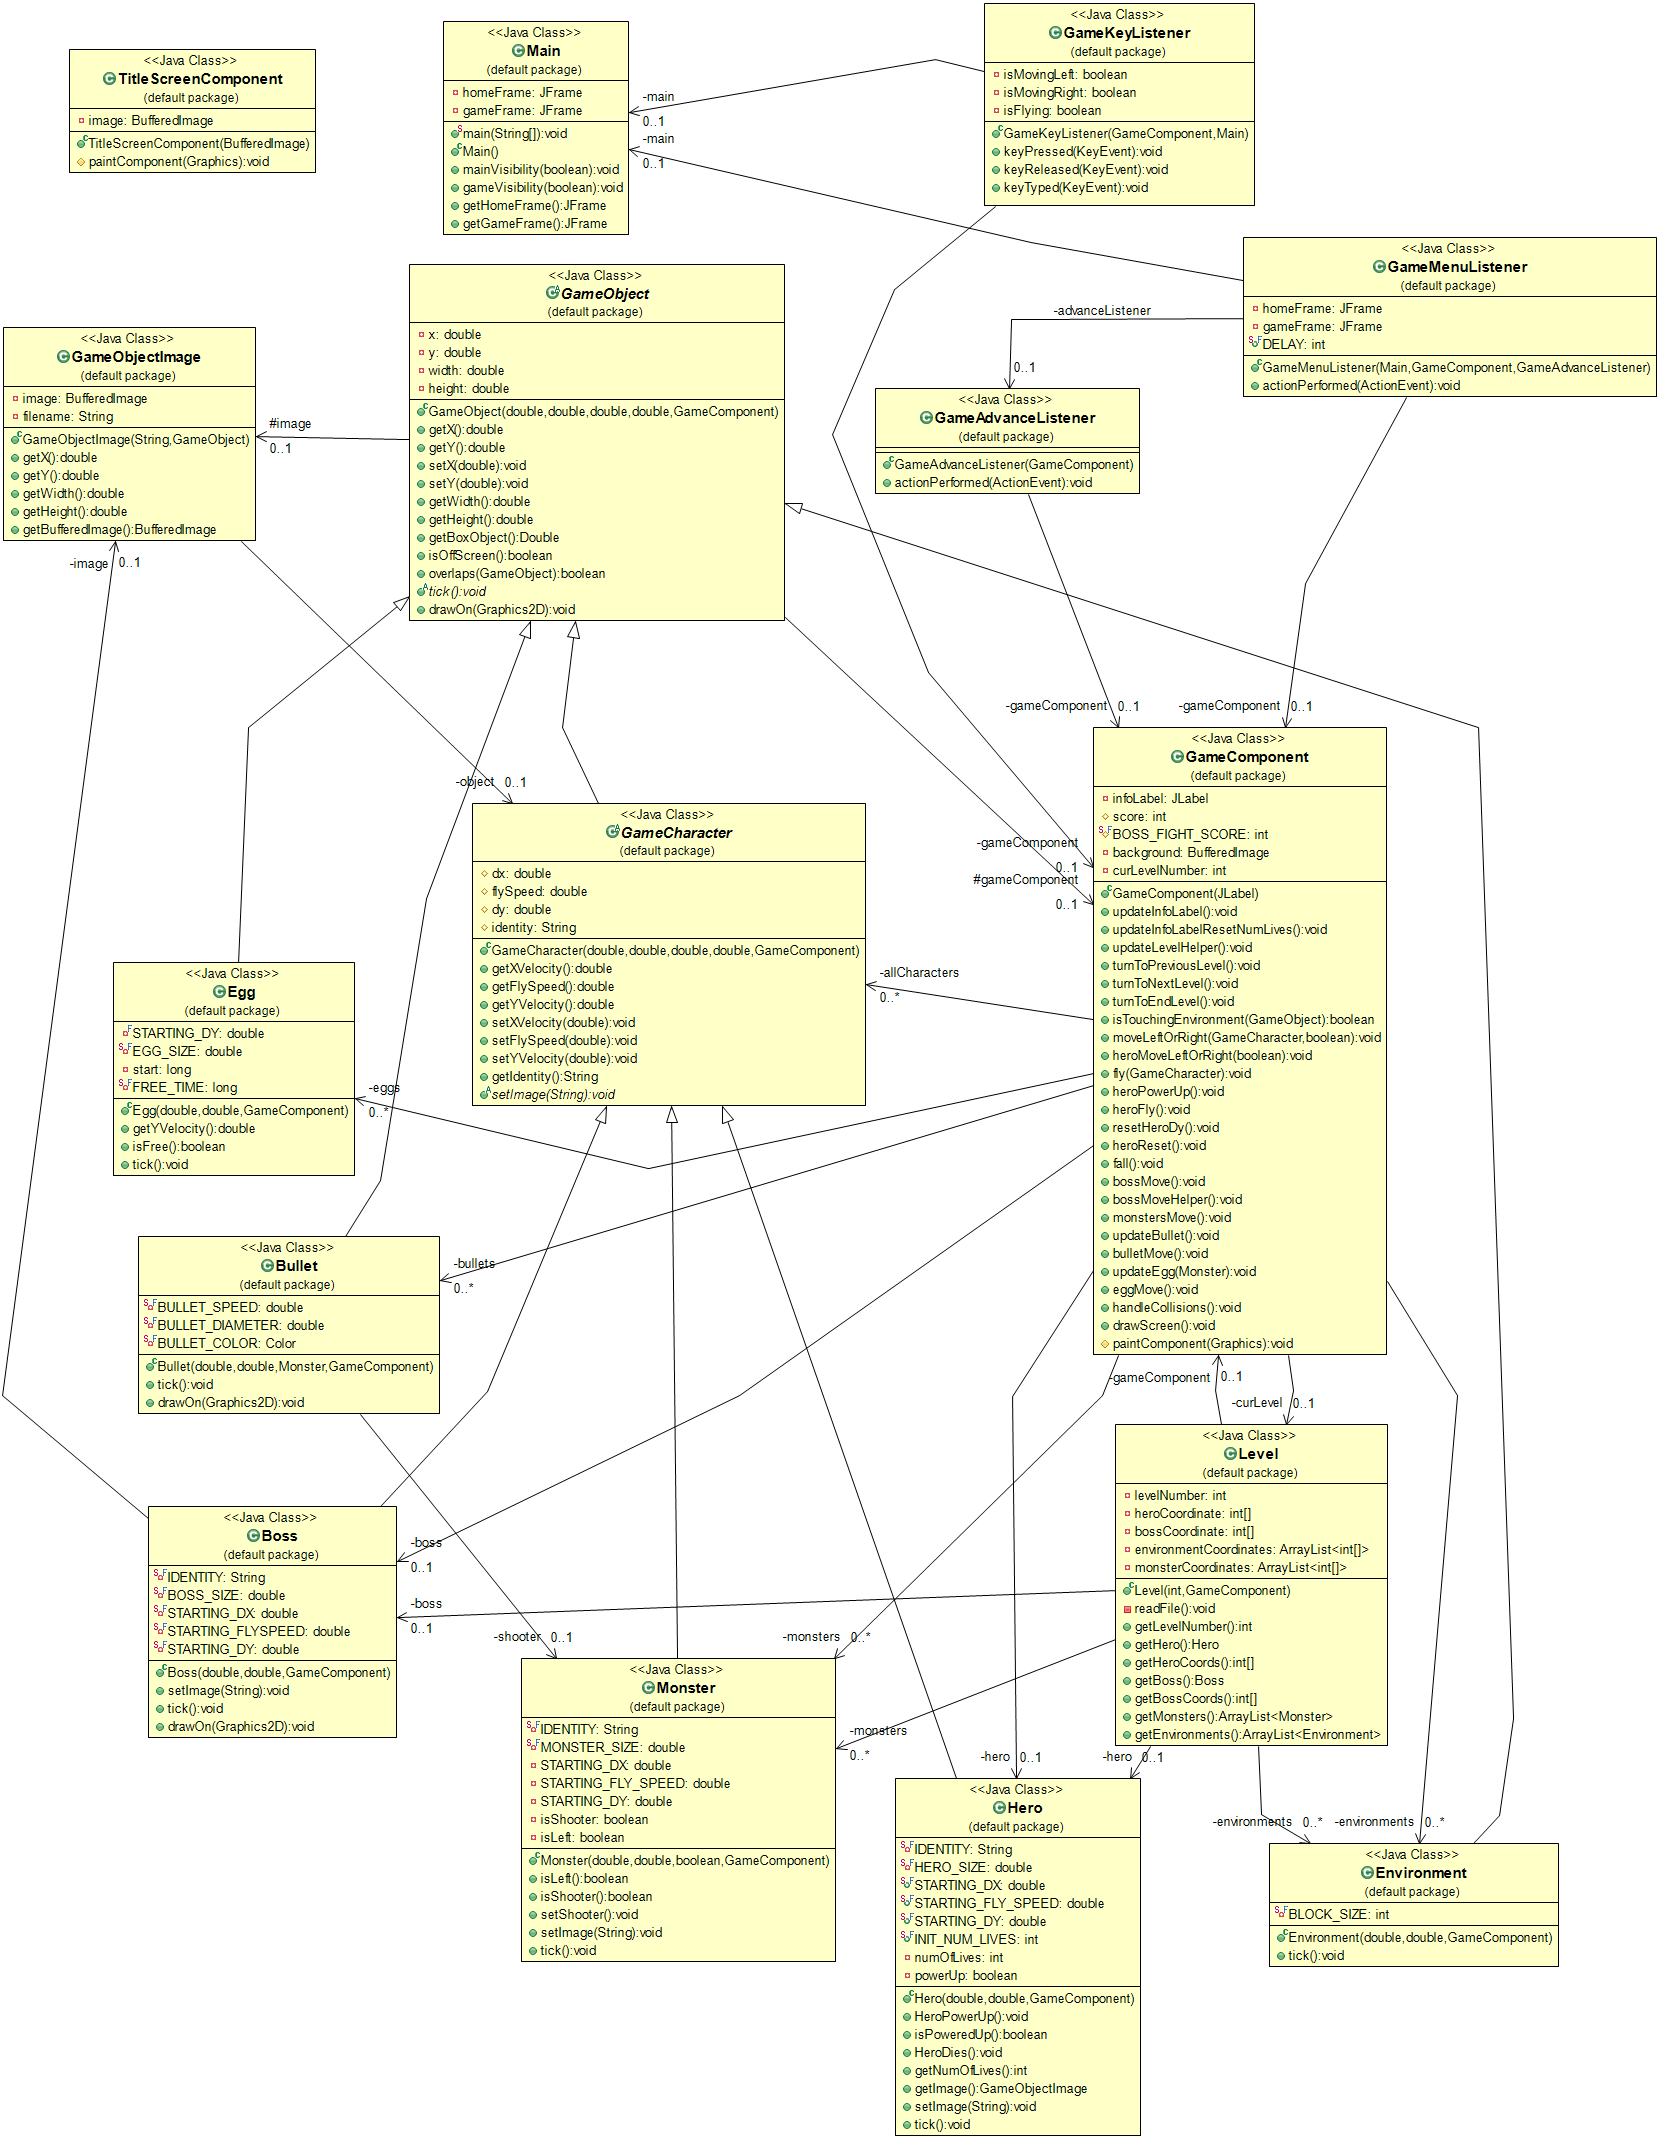 <<Java Class>>
TitleScreenComponent
(default package)
image: BufferedImage
TitleScreenComponent(BufferedImage)
paintComponent(Graphics):void
<<Java Class>>
Main
(default package)
homeFrame: JFrame
gameFrame: JFrame
main(String[]):void
Main()
mainVisibility(boolean):void
gameVisibility(boolean):void
getHomeFrame():JFrame
getGameFrame():JFrame
<<Java Class>>
GameKeyListener
(default package)
isMovingLeft: boolean
isMovingRight: boolean
isFlying: boolean
GameKeyListener(GameComponent,Main)
keyPressed(KeyEvent):void
keyReleased(KeyEvent):void
keyTyped(KeyEvent):void
-main
0..1
-main
0..1
<<Java Class>>
GameMenuListener
(default package)
homeFrame: JFrame
gameFrame: JFrame
DELAY: int
GameMenuListener(Main,GameComponent,GameAdvanceListener)
actionPerformed(ActionEvent):void
-advanceListener
0..1
<<Java Class>>
GameAdvanceListener
(default package)
GameAdvanceListener(GameComponent)
actionPerformed(ActionEvent):void
<<Java Class>>
GameObject
(default package)
x: double
y: double
width: double
height: double
GameObject(double,double,double,double,GameComponent)
getX():double
getY():double
setX(double):void
setY(double):void
getWidth():double
getHeight():double
getBoxObject():Double
isOffScreen():boolean
overlaps(GameObject):boolean
tick():void
drawOn(Graphics2D):void
<<Java Class>>
GameObjectImage
(default package)
image: BufferedImage
filename: String
GameObjectImage(String,GameObject)
getX():double
getY():double
getWidth():double
getHeight():double
getBufferedImage():BufferedImage
#image
0..1
-image 0..1
-object 0..1
-gameComponent 0..1
-gameComponent 0..1
-gameComponent
0..1
#gameComponent
0..1
<<Java Class>>
GameComponent
(default package)
infoLabel: JLabel
score: int
BOSS_FIGHT_SCORE: int
background: BufferedImage
curLevelNumber: int
GameComponent(JLabel)
updateInfoLabel():void
updateInfoLabelResetNumLives():void
updateLevelHelper():void
turnToPreviousLevel():void
turnToNextLevel():void
turnToEndLevel():void
isTouchingEnvironment(GameObject):boolean
moveLeftOrRight(GameCharacter,boolean):void
heroMoveLeftOrRight(boolean):void
fly(GameCharacter):void
heroPowerUp():void
heroFly():void
resetHeroDy():void
heroReset():void
fall():void
bossMove():void
bossMoveHelper():void
monstersMove():void
updateBullet():void
bulletMove():void
updateEgg(Monster):void
eggMove():void
handleCollisions():void
drawScreen():void
paintComponent(Graphics):void
<<Java Class>>
GameCharacter
(default package)
dx: double
flySpeed: double
dy: double
identity: String
GameCharacter(double,double,double,double,GameComponent)
getXVelocity():double
getFlySpeed():double
getYVelocity():double
setXVelocity(double):void
setFlySpeed(double):void
setYVelocity(double):void
getIdentity():String
setImage(String):void
-allCharacters
0..*
<<Java Class>>
Egg
(default package)
STARTING_DY: double
EGG_SIZE: double
start: long
FREE_TIME: long
Egg(double,double,GameComponent)
getYVelocity():double
isFree():boolean
tick():void
-eggs
0..*
<<Java Class>>
Bullet
(default package)
BULLET_SPEED: double
BULLET_DIAMETER: double
BULLET_COLOR: Color
Bullet(double,double,Monster,GameComponent)
tick():void
drawOn(Graphics2D):void
-bullets
0..*
-gameComponent 0..1
-curLevel 0..1
<<Java Class>>
Level
(default package)
levelNumber: int
heroCoordinate: int[]
bossCoordinate: int[]
environmentCoordinates: ArrayList<int[]>
monsterCoordinates: ArrayList<int[]>
Level(int,GameComponent)
readFile():void
getLevelNumber():int
getHero():Hero
getHeroCoords():int[]
getBoss():Boss
getBossCoords():int[]
getMonsters():ArrayList<Monster>
getEnvironments():ArrayList<Environment>
<<Java Class>>
Boss
(default package)
IDENTITY: String
BOSS_SIZE: double
STARTING_DX: double
STARTING_FLYSPEED: double
STARTING_DY: double
Boss(double,double,GameComponent)
setImage(String):void
tick():void
drawOn(Graphics2D):void
-boss
0..1
-boss
0..1
-shooter 0..1
-monsters 0..*
-monsters
0..*
<<Java Class>>
Monster
(default package)
IDENTITY: String
MONSTER_SIZE: double
STARTING_DX: double
STARTING_FLY_SPEED: double
STARTING_DY: double
isShooter: boolean
isLeft: boolean
Monster(double,double,boolean,GameComponent)
isLeft():boolean
isShooter():boolean
setShooter():void
setImage(String):void
tick():void
-hero 0..1
-hero 0..1
<<Java Class>>
Hero
(default package)
IDENTITY: String
HERO_SIZE: double
STARTING_DX: double
STARTING_FLY_SPEED: double
STARTING_DY: double
INIT_NUM_LIVES: int
numOfLives: int
powerUp: boolean
Hero(double,double,GameComponent)
HeroPowerUp():void
isPoweredUp():boolean
HeroDies():void
getNumOfLives():int
getImage():GameObjectImage
setImage(String):void
tick():void
-environments 0..*
-environments 0..*
<<Java Class>>
Environment
(default package)
BLOCK_SIZE: int
Environment(double,double,GameComponent)
tick():void